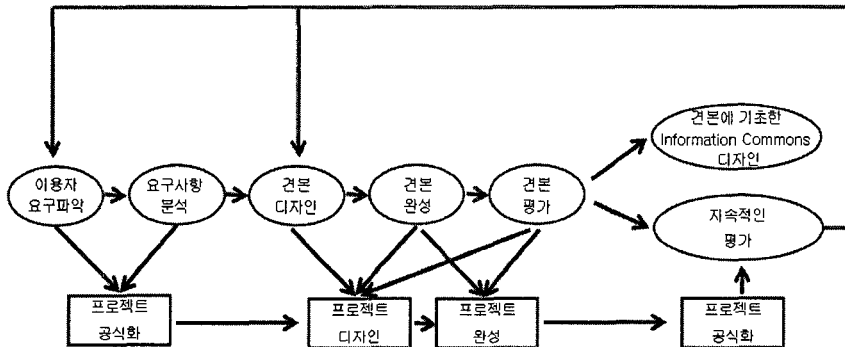 견본에 기초한
Information Commons
디자인
이용자
요구파악
요구사항
분석
견본
디자인
견본
완성
견본
평가
지속적인
평가
프로젝트
공식화
프로젝트
디자인
프로젝트
완성
프로젝트
공식화